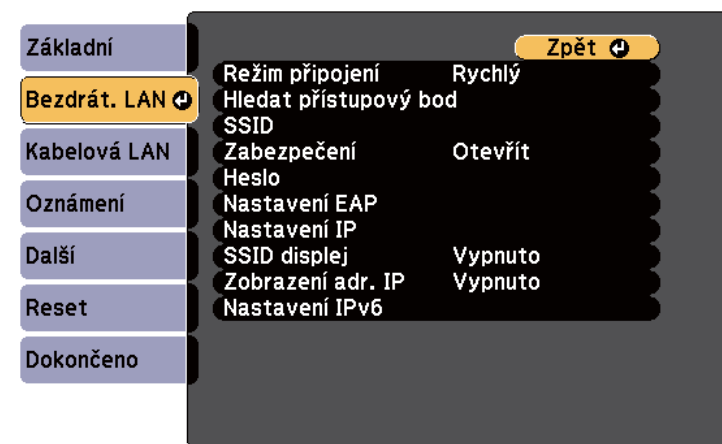 Základní
Bezdrát. LAN
Kabelová LAN
Oznámení
Další
Reset
Dokončeno
Zpět
Režim připojení Rychlý
Hledat přístupový bod
SSID
Zabezpečení Otevřít
Heslo
Nastavení EAP
Nastavení IP
SSID displej Vypnuto
Zobrazení adr. IP Vypnuto
Nastavení IPv6